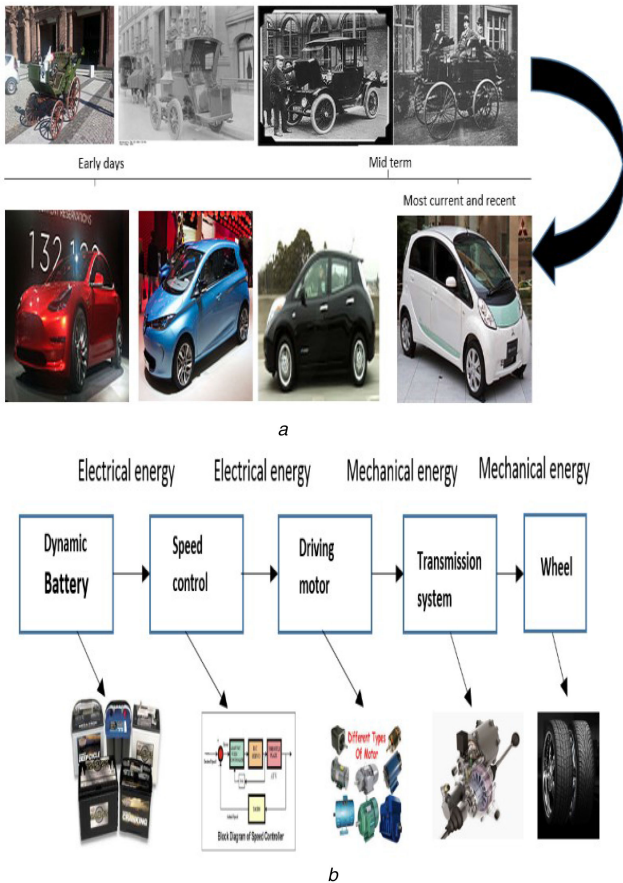 Early days
Mid term
Most current and recent
132
a
Electrical energy
Electrical energy
Mechanical energy
Mechanical energy
Dynamic
Battery
Speed
control
Driving
motor
Transmission
system
Wheel
Different Types
Of Motor
Block Diagram of Speed Controller
b